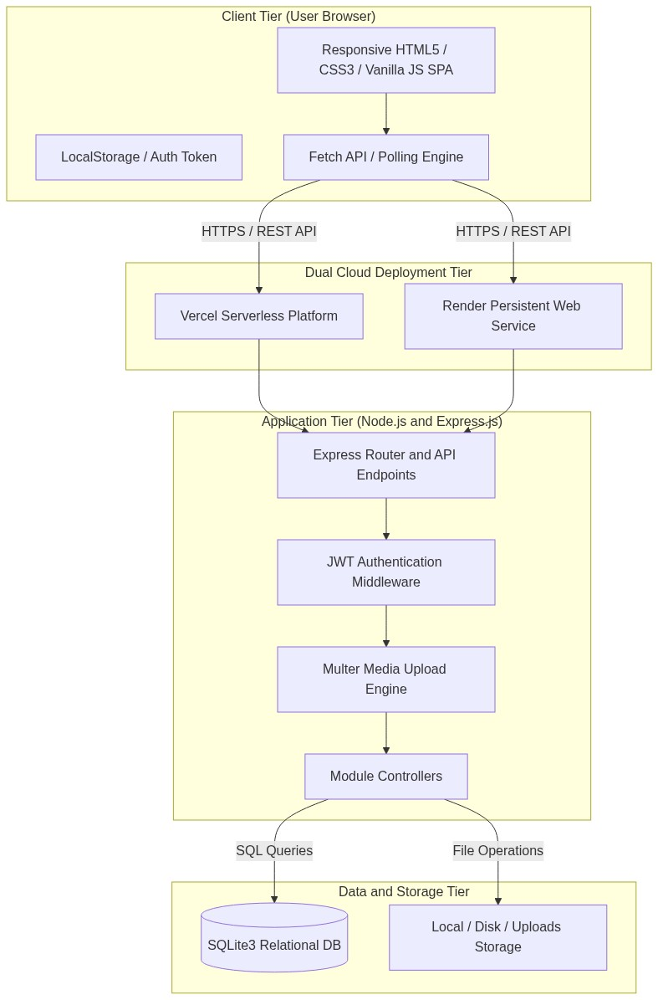 Client Tier (User Browser)
Responsive HTML5 /
CSS3 / Vanilla JS SPA
LocalStorage / Auth Token
Fetch API / Polling Engine
HTTPS / REST API
HTTPS / REST API
Dual Cloud Deployment Tier
Vercel Serverless Platform
Render Persistent Web
Service
Application Tier (Node.js and Express.js)
Express Router and API
Endpoints
JWT Authentication
Middleware
Multer Media Upload
Engine
Module Controllers
SQL Queries
File Operations
Data and Storage Tier
SQLite3 Relational DB
Local / Disk / Uploads
Storage